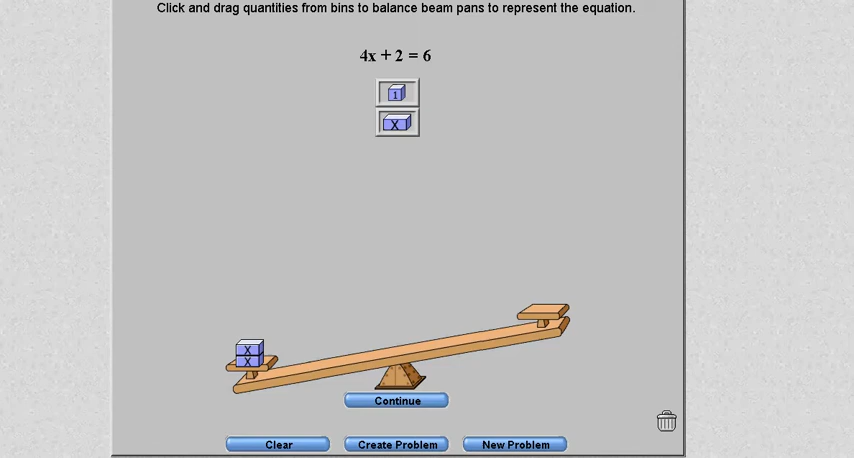 Click and drag quantities from bins to balance beam pans to represent the equation.
4x + 2 = 6
1
X
X
X
Continue
Clear
Create Problem
New Problem